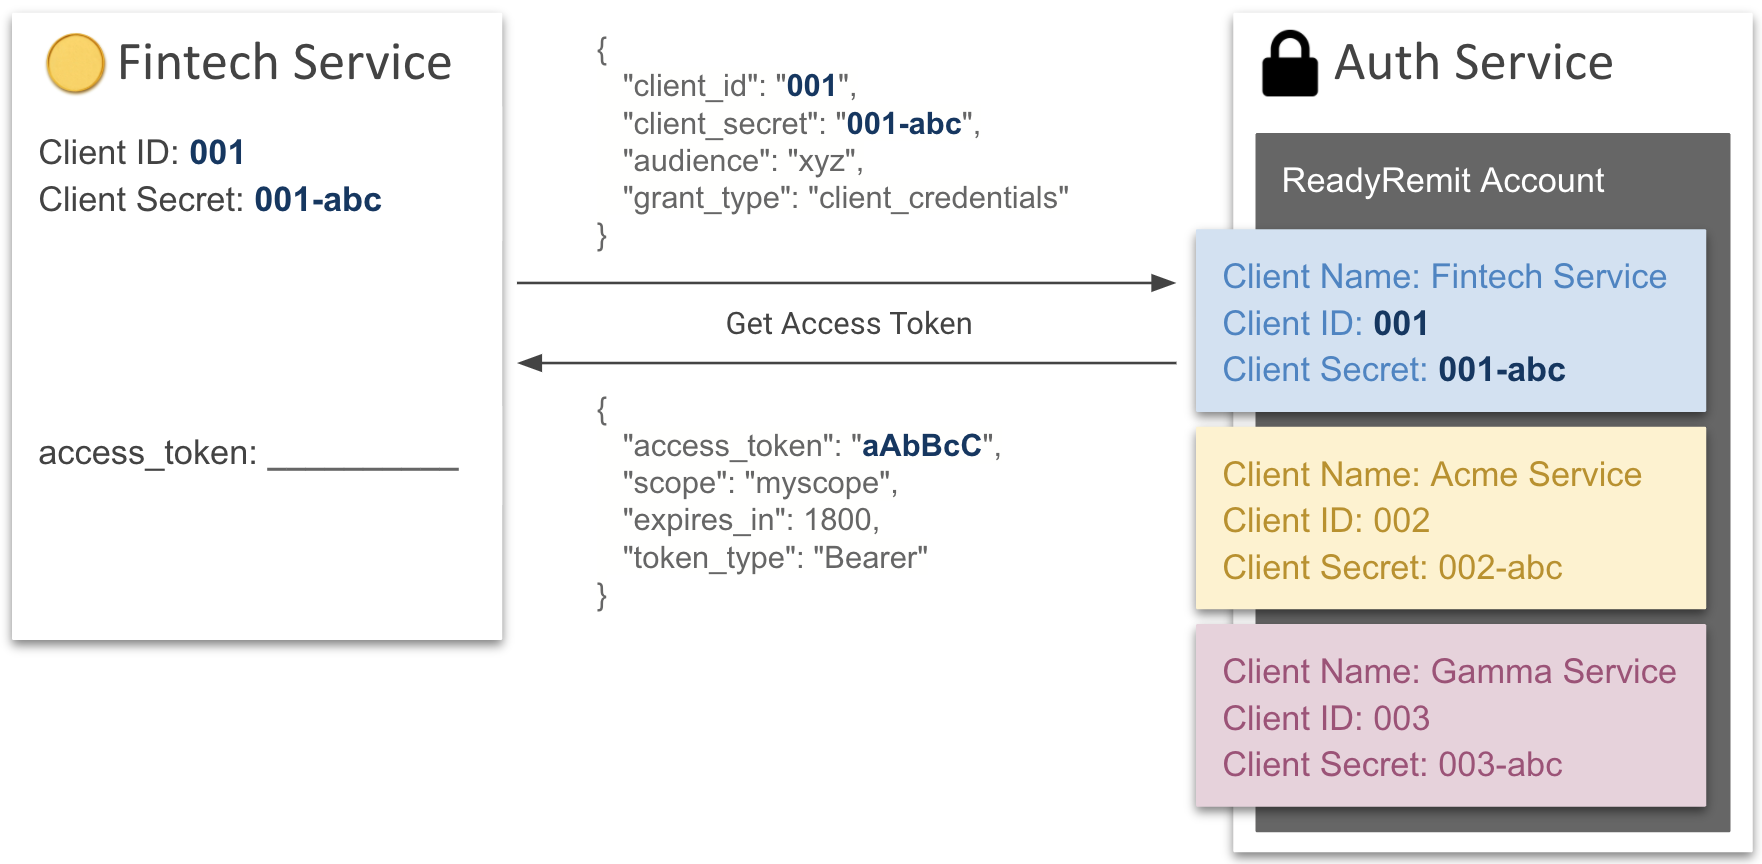 Fintech Service
Client ID: 001
Client Secret: 001-abc
access_token: __________
{
"client_id": "001",
"client_secret": "001-abc",
"audience": "xyz",
"grant_type": "client_credentials"
}
Get Access Token
{
"access_token": "aAbBcC",
"scope": "myscope",
"expires_in": 1800,
"token_type": "Bearer"
}
Auth Service
ReadyRemit Account
Client Name: Fintech Service
Client ID: 001
Client Secret: 001-abc
Client Name: Acme Service
Client ID: 002
Client Secret: 002-abc
Client Name: Gamma Service
Client ID: 003
Client Secret: 003-abc